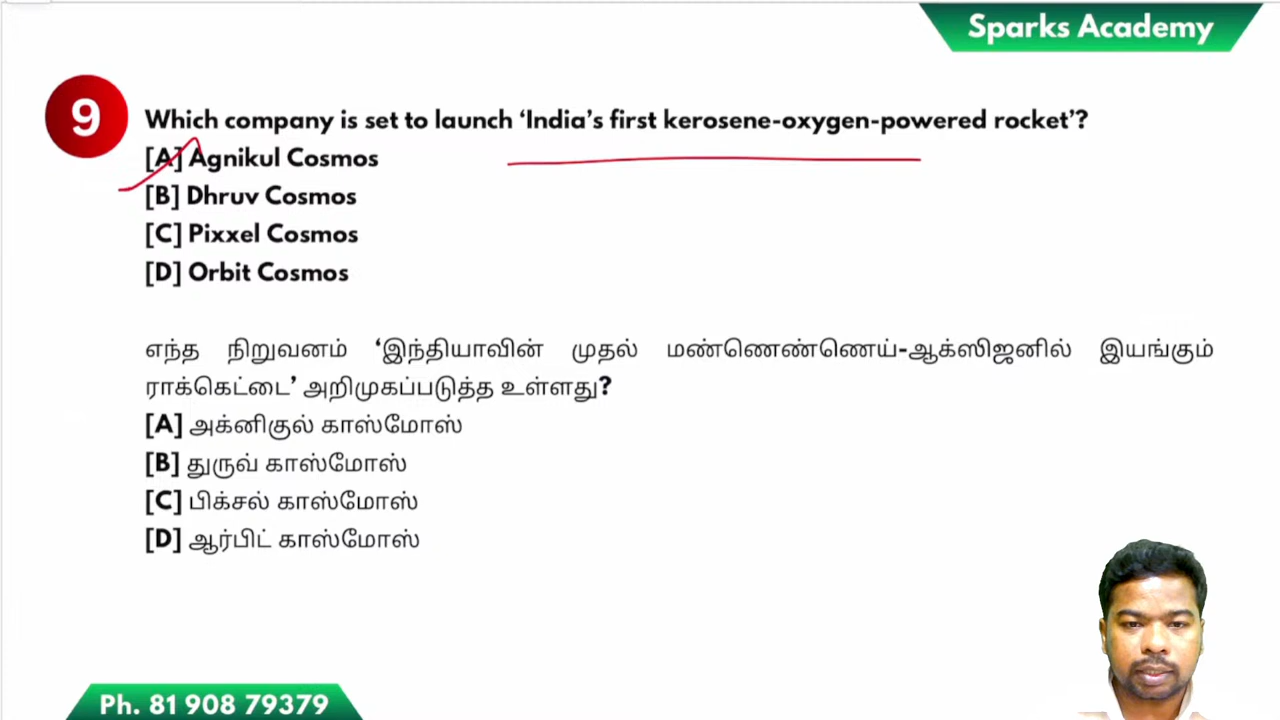 Sparks Academy
9
Which company is set to launch ‘India’s first kerosene-oxygen-powered rocket’?
[A] Agnikul Cosmos
[B] Dhruv Cosmos
[C] Pixxel Cosmos
[D] Orbit Cosmos
எந்த நிறுவனம் ‘இந்தியாவின் முதல் மண்ணெண்ணெய்-ஆக்ஸிஜனில் இயங்கும்
ராக்கெட்டை’ அறிமுகப்படுத்த உள்ளது?
[A] அக்னிகுல் காஸ்மோஸ்
[B] துருவ் காஸ்மோஸ்
[C] பிக்சல் காஸ்மோஸ்
[D] ஆர்பிட் காஸ்மோஸ்
Ph. 81 908 79379